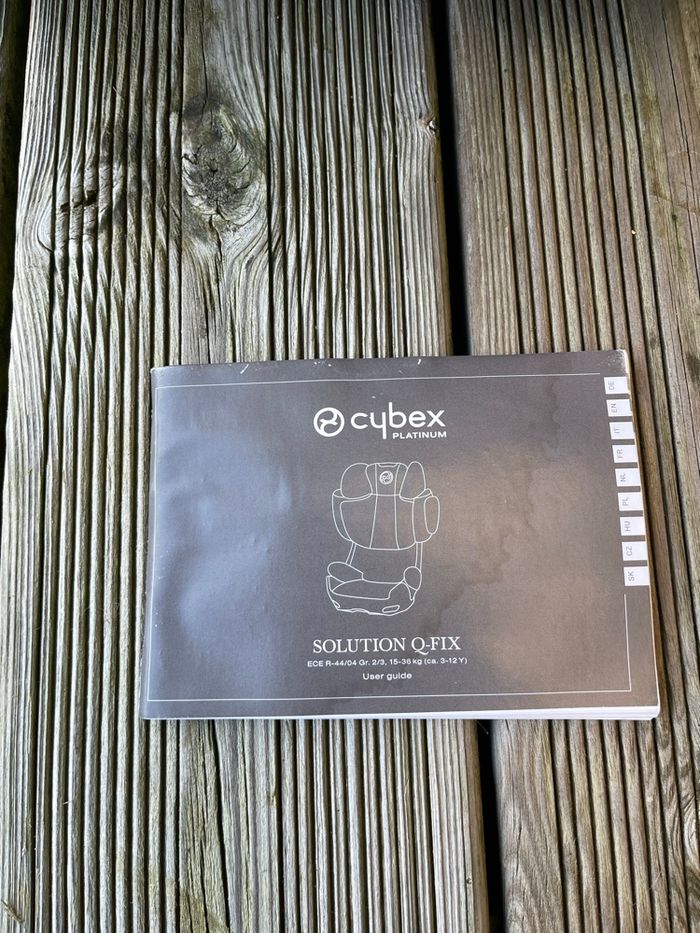 cybex
PLATINUM
SOLUTION Q-FIX
ECE R-44/04 Gr. 2/3, 15-36 kg (ca. 3-12 Y)
User guide
DE
EN
IT
FR
NL
PL
HU
CZ
SK